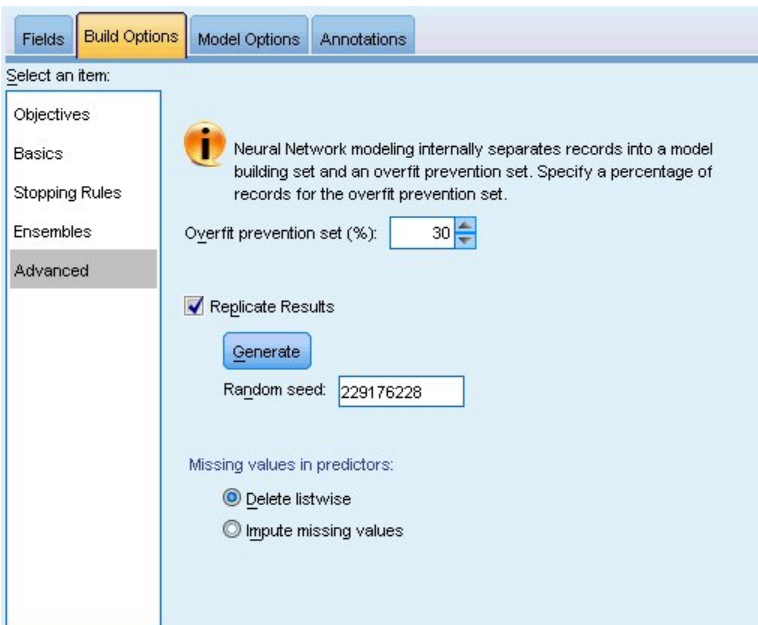 Fields Build Options Model Options Annotations
Select an item:
Objectives
Basics
Stopping Rules
Ensembles
Advanced
Neural Network modeling internally separates records into a model
building set and an overfit prevention set. Specify a percentage of
records for the overfit prevention set.
Overfit prevention set (%): 30
Replicate Results
Generate
Random seed: 229176228
Missing values in predictors:
Delete listwise
Impute missing values